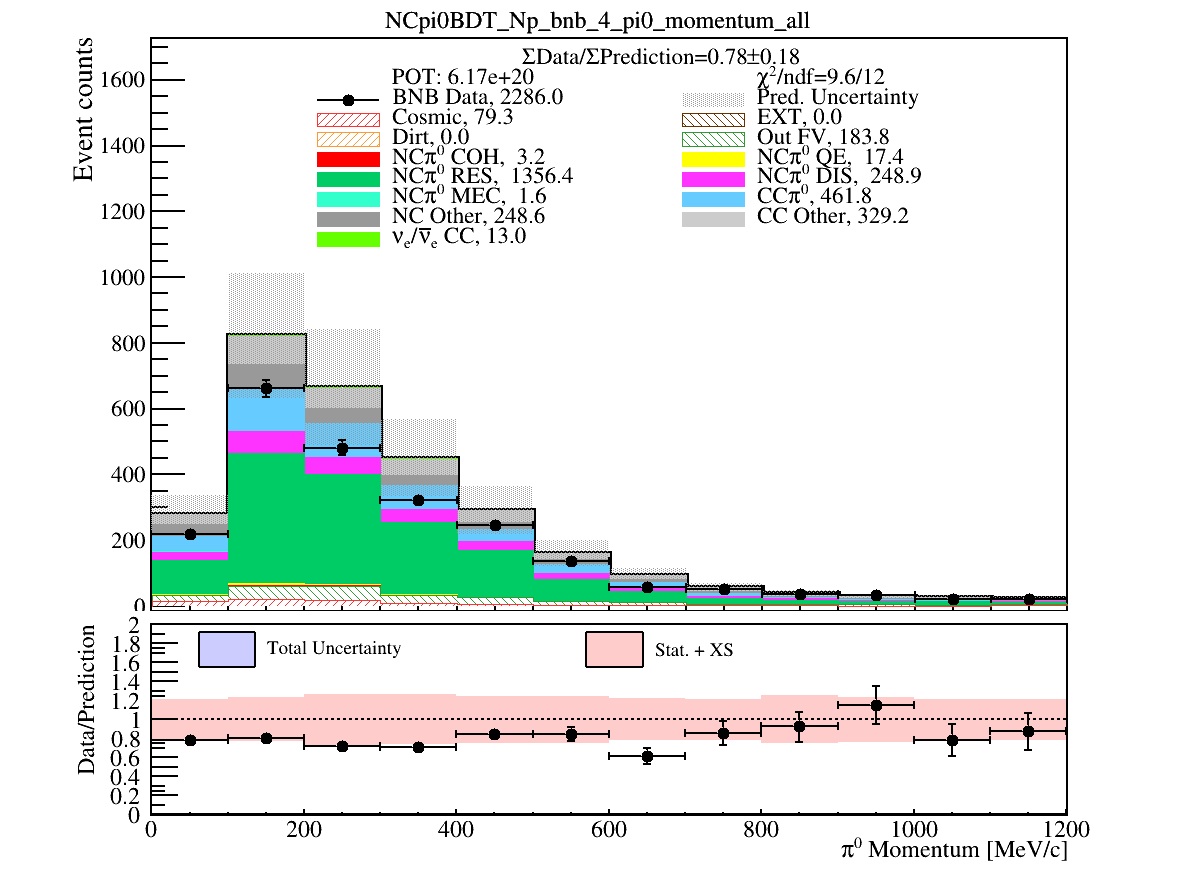 NCpi0BDT_Np_bnb_4_pi0_momentum_all
ΣData/ΣPrediction=0.78±0.18
POT: 6.17e+20
χ²/ndf=9.6/12
BNB Data, 2286.0
Pred. Uncertainty
Cosmic, 79.3
EXT, 0.0
Dirt, 0.0
Out FV, 183.8
NCπ⁰ COH, 3.2
NCπ⁰ QE, 17.4
NCπ⁰ RES, 1356.4
NCπ⁰ DIS, 248.9
NCπ⁰ MEC, 1.6
CCπ⁰, 461.8
NC Other, 248.6
CC Other, 329.2
νₑ/ν̅ₑ CC, 13.0
Event counts
1600
1400
1200
1000
800
600
400
200
0
Total Uncertainty
Stat. + XS
Data/Prediction
2
1.8
1.6
1.4
1.2
1
0.8
0.6
0.4
0.2
0
0 200 400 600 800 1000 1200
π⁰ Momentum [MeV/c]